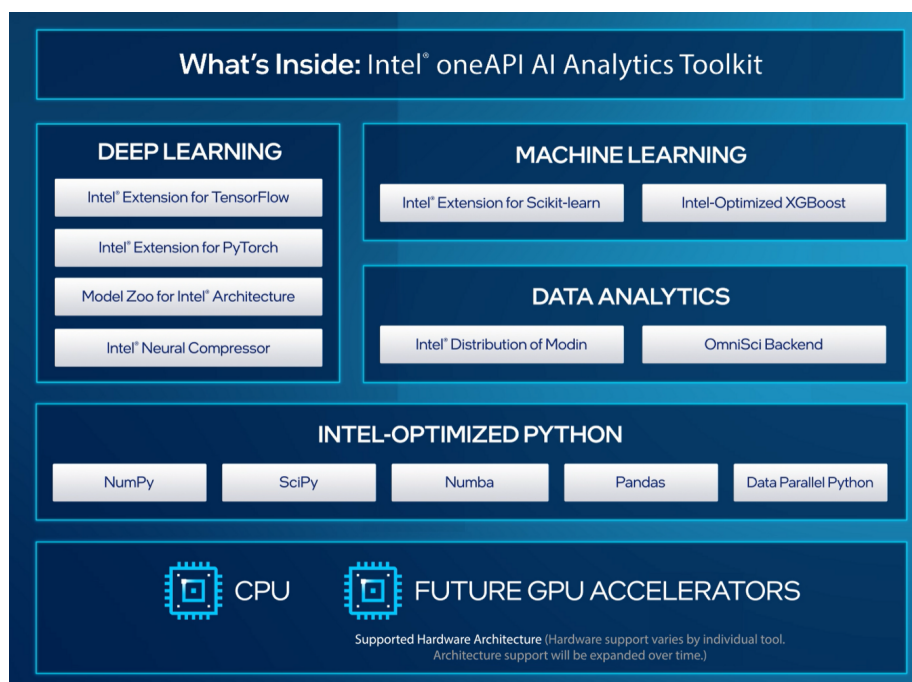 What's Inside: Intel® oneAPI AI Analytics Toolkit
DEEP LEARNING
Intel® Extension for TensorFlow
Intel® Extension for PyTorch
Model Zoo for Intel® Architecture
Intel® Neural Compressor
MACHINE LEARNING
Intel® Extension for Scikit-learn
Intel-Optimized XGBoost
DATA ANALYTICS
Intel® Distribution of Modin
OmniSci Backend
INTEL-OPTIMIZED PYTHON
NumPy
SciPy
Numba
Pandas
Data Parallel Python
CPU
FUTURE GPU ACCELERATORS
Supported Hardware Architecture (Hardware support varies by individual tool.
Architecture support will be expanded over time.)